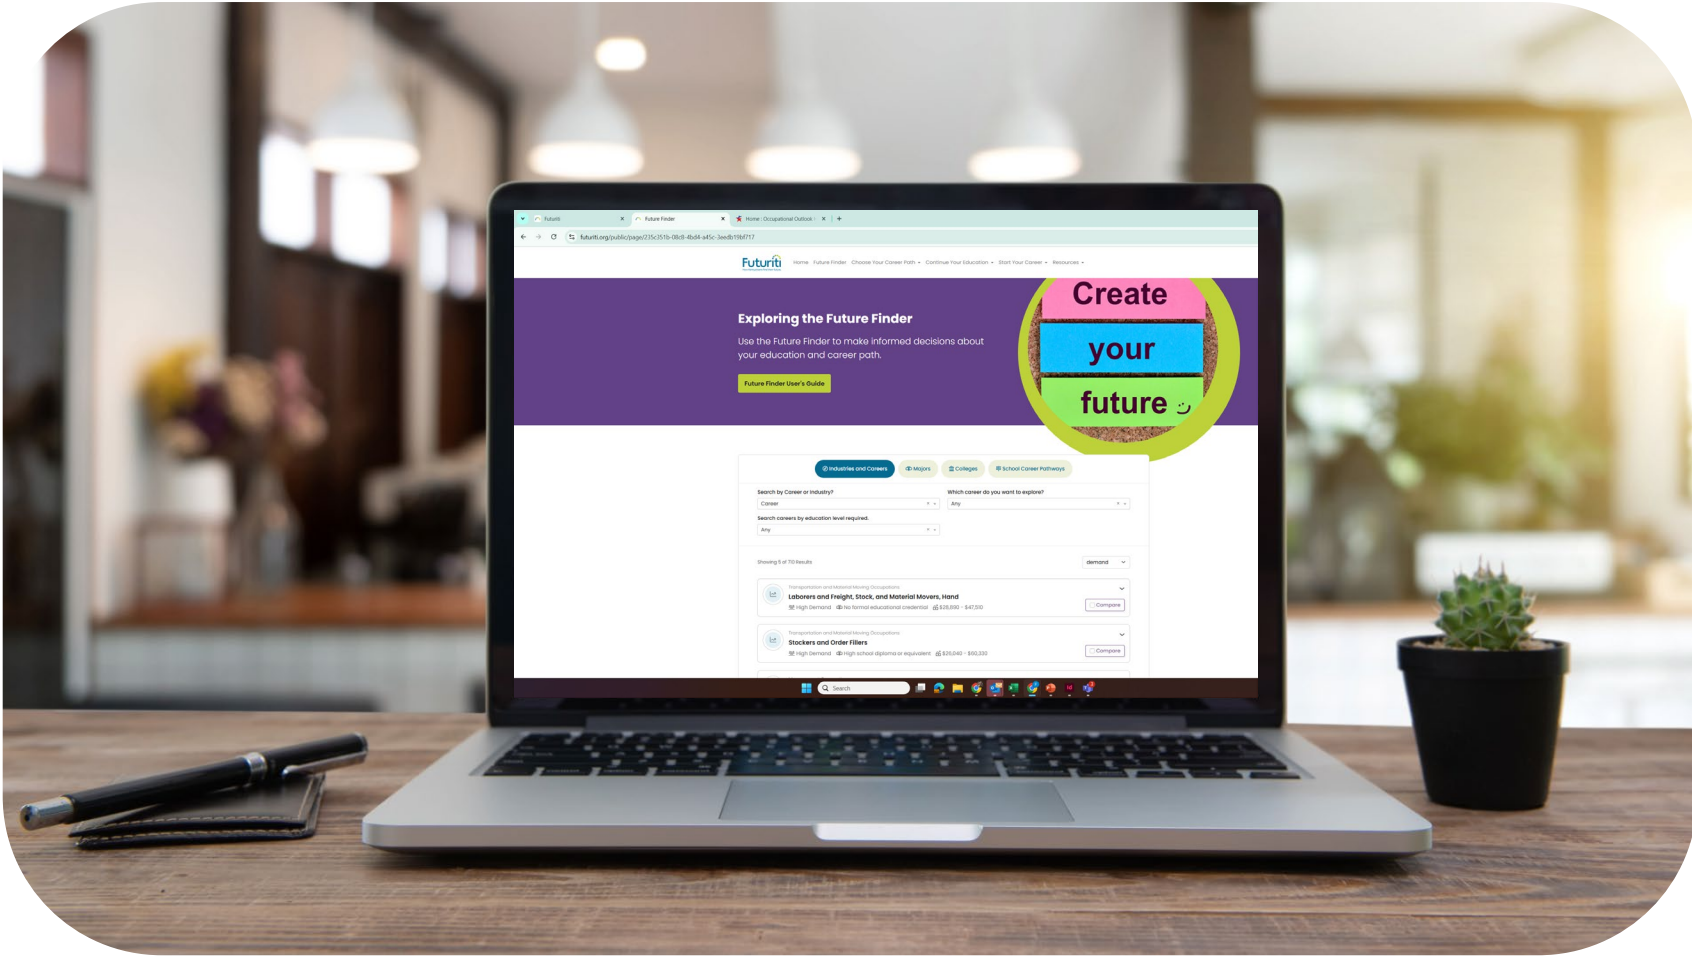 Futuriti
Future Finder
Home : Occupational Outlook
futuriti.org/public/page/
Futuriti
Home Future Finder Choose Your Career Path Continue Your Education Start Your Career Resources
Exploring the Future Finder
Use the Future Finder to make informed decisions about
your education and career path.
Future Finder User's Guide
Create
your
future
Industries and Careers Majors Colleges School Career Pathways
Search by Career or Industry? Which career do you want to explore?
Career Any
Search careers by education level required.
Any
Showing 5 of Results demand
Transportation and Material Moving Occupations
Laborers and Freight, Stock, and Material Movers, Hand
High Demand No formal educational credential - $47,510 Compare
Transportation and Material Moving Occupations
Stockers and Order Fillers
High Demand High school diploma or equivalent Compare
Search